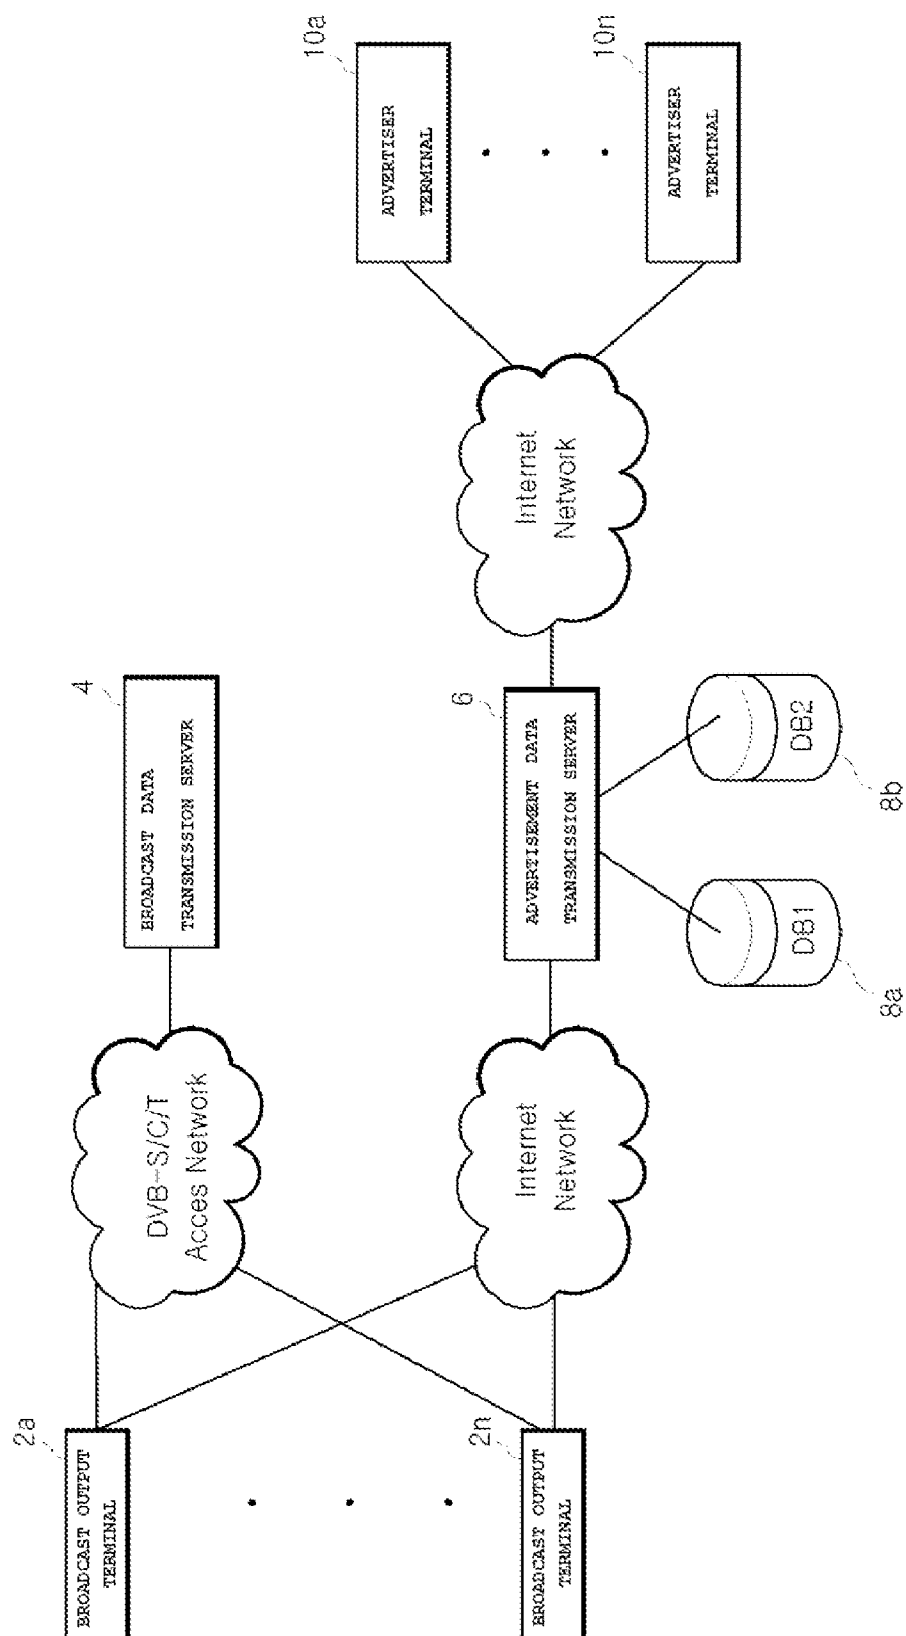 2a
BROADCAST OUTPUT
TERMINAL
2n
BROADCAST OUTPUT
TERMINAL
DVB-S/C/T
Acces Network
Internet
Network
4
BROADCAST DATA
TRANSMISSION SERVER
6
ADVERTISEMENT DATA
TRANSMISSION SERVER
DB1
8a
DB2
8b
Internet
Network
10a
ADVERTISER
TERMINAL
10n
ADVERTISER
TERMINAL